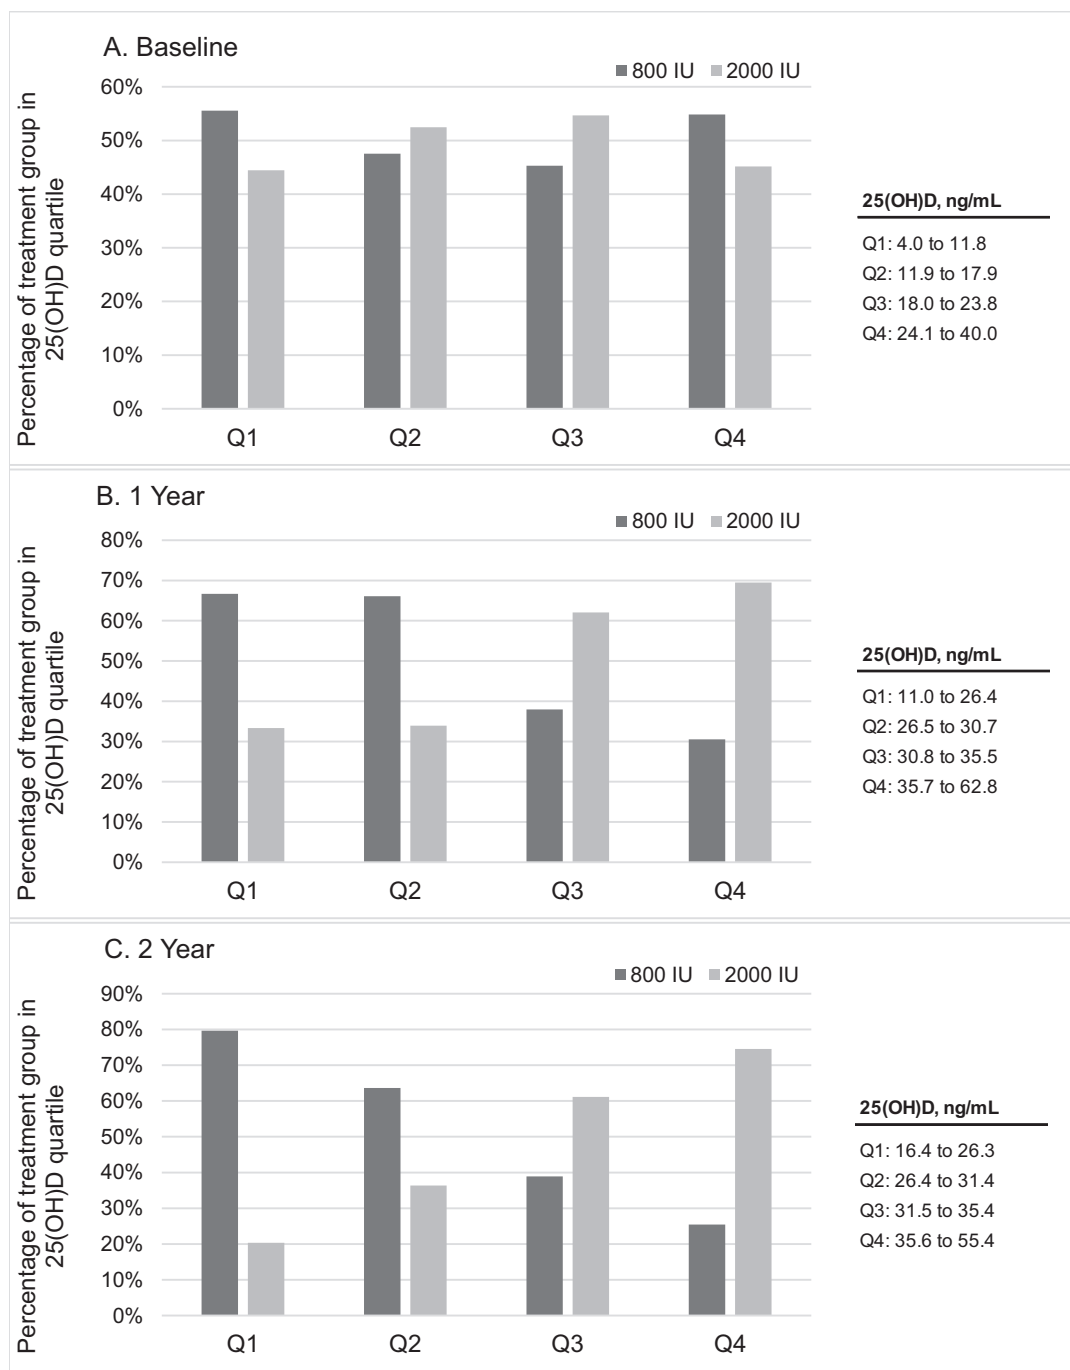 A. Baseline
800 IU 2000 IU
Percentage of treatment group in
25(OH)D quartile
60%
50%
40%
30%
20%
10%
0%
Q1 Q2 Q3 Q4
25(OH)D, ng/mL
Q1: 4.0 to 11.8
Q2: 11.9 to 17.9
Q3: 18.0 to 23.8
Q4: 24.1 to 40.0
B. 1 Year
800 IU 2000 IU
Percentage of treatment group in
25(OH)D quartile
80%
70%
60%
50%
40%
30%
20%
10%
0%
Q1 Q2 Q3 Q4
25(OH)D, ng/mL
Q1: 11.0 to 26.4
Q2: 26.5 to 30.7
Q3: 30.8 to 35.5
Q4: 35.7 to 62.8
C. 2 Year
800 IU 2000 IU
Percentage of treatment group in
25(OH)D quartile
90%
80%
70%
60%
50%
40%
30%
20%
10%
0%
Q1 Q2 Q3 Q4
25(OH)D, ng/mL
Q1: 16.4 to 26.3
Q2: 26.4 to 31.4
Q3: 31.5 to 35.4
Q4: 35.6 to 55.4